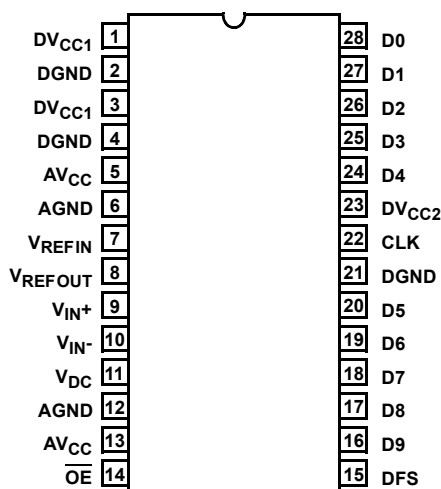 DVCC1 1 28 D0
DGND 2 27 D1
DVCC1 3 26 D2
DGND 4 25 D3
AVCC 5 24 D4
AGND 6 23 DVCC2
VREFIN 7 22 CLK
VREFOUT 8 21 DGND
VIN+ 9 20 D5
VIN- 10 19 D6
VDC 11 18 D7
AGND 12 17 D8
AVCC 13 16 D9
O̅E̅ 14 15 DFS